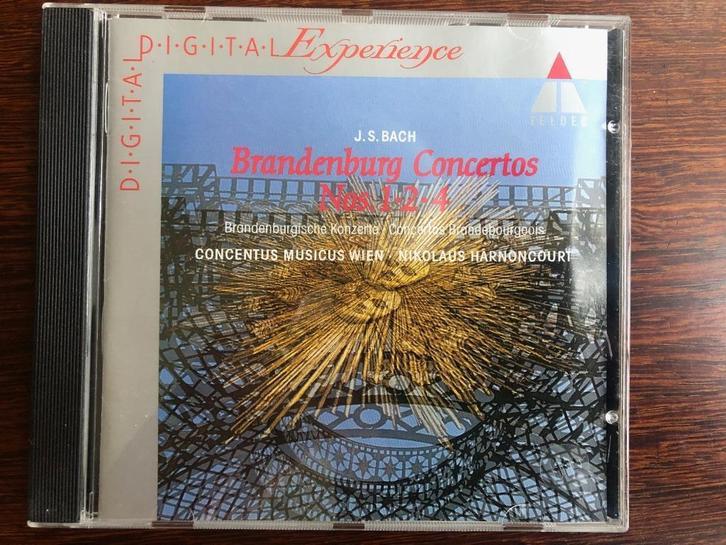 D·I·G·I·T·A·L Experience
D·I·G·I·T·A·L
TELDEC
J. S. BACH
Brandenburg Concertos
Nos. 1·2·4
Brandenburgische Konzerte · Concertos Brandebourgeois
CONCENTUS MUSICUS WIEN · NIKOLAUS HARNONCOURT